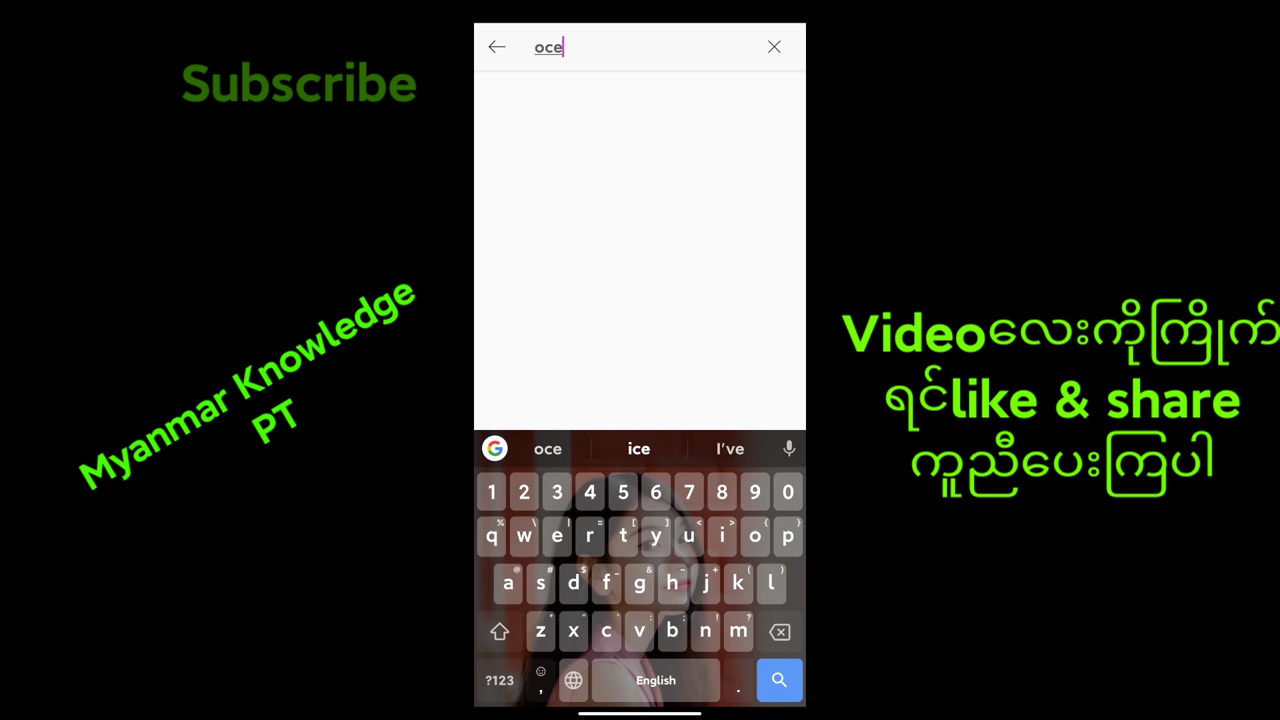 Subscribe
Myanmar Knowledge
PT
oce
Videoလေးကိုကြိုက်
ရင်like & share
ကူညီပေးကြပါ
oce ice I've
1 2 3 4 5 6 7 8 9 0
% \ | = [ ] < > { }
q w e r t y u i o p
@ # $ _ & - + ( )
a s d f g h j k l
* " ' : ; ! ?
z x c v b n m
?123 , English .